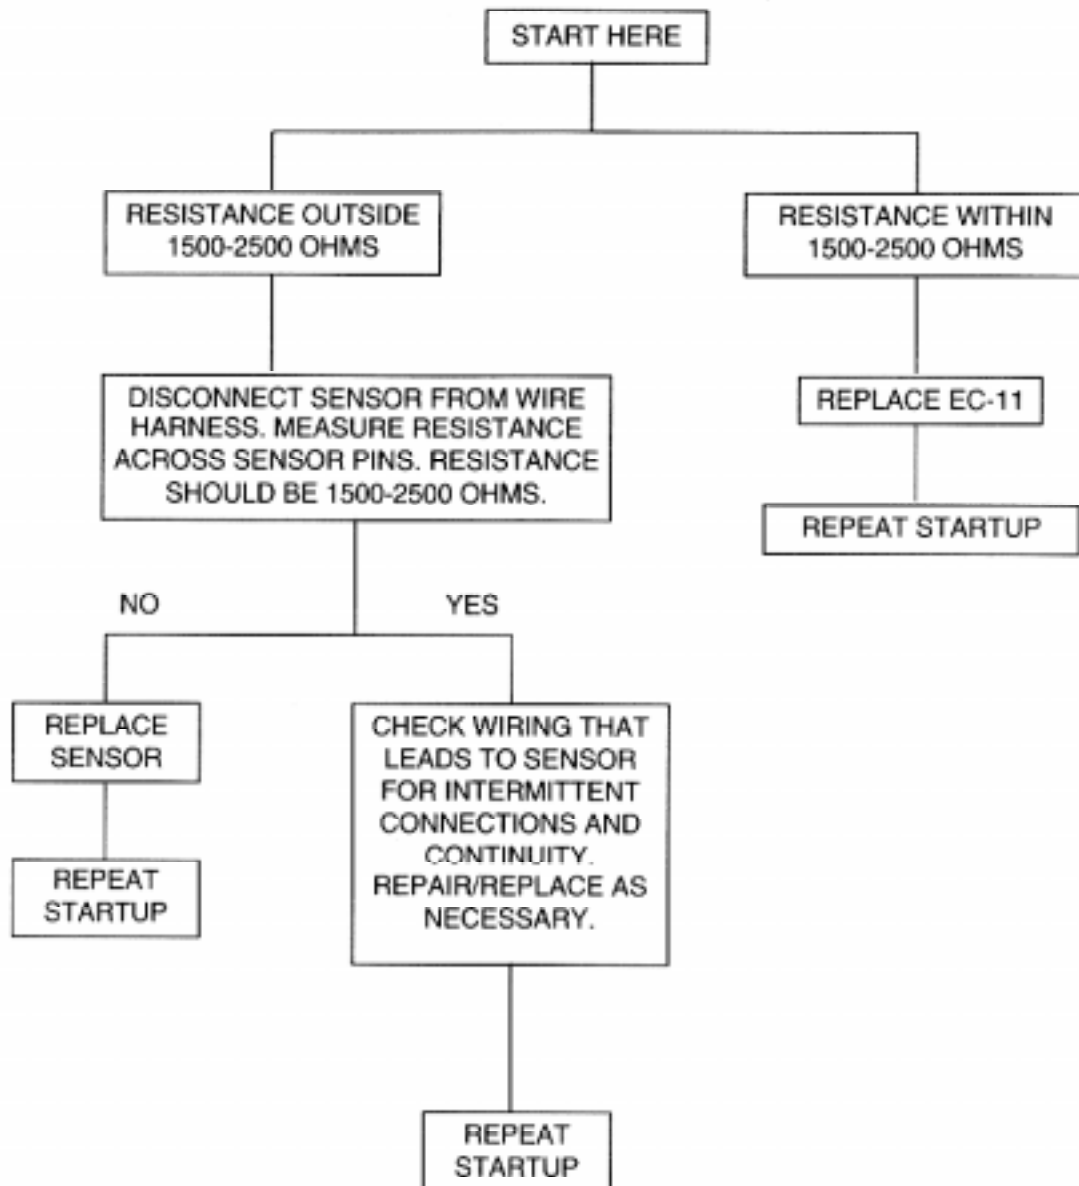 START HERE
RESISTANCE OUTSIDE
1500-2500 OHMS
RESISTANCE WITHIN
1500-2500 OHMS
DISCONNECT SENSOR FROM WIRE
HARNESS. MEASURE RESISTANCE
ACROSS SENSOR PINS. RESISTANCE
SHOULD BE 1500-2500 OHMS.
REPLACE EC-11
REPEAT STARTUP
NO
YES
REPLACE
SENSOR
REPEAT
STARTUP
CHECK WIRING THAT
LEADS TO SENSOR
FOR INTERMITTENT
CONNECTIONS AND
CONTINUITY.
REPAIR/REPLACE AS
NECESSARY.
REPEAT
STARTUP